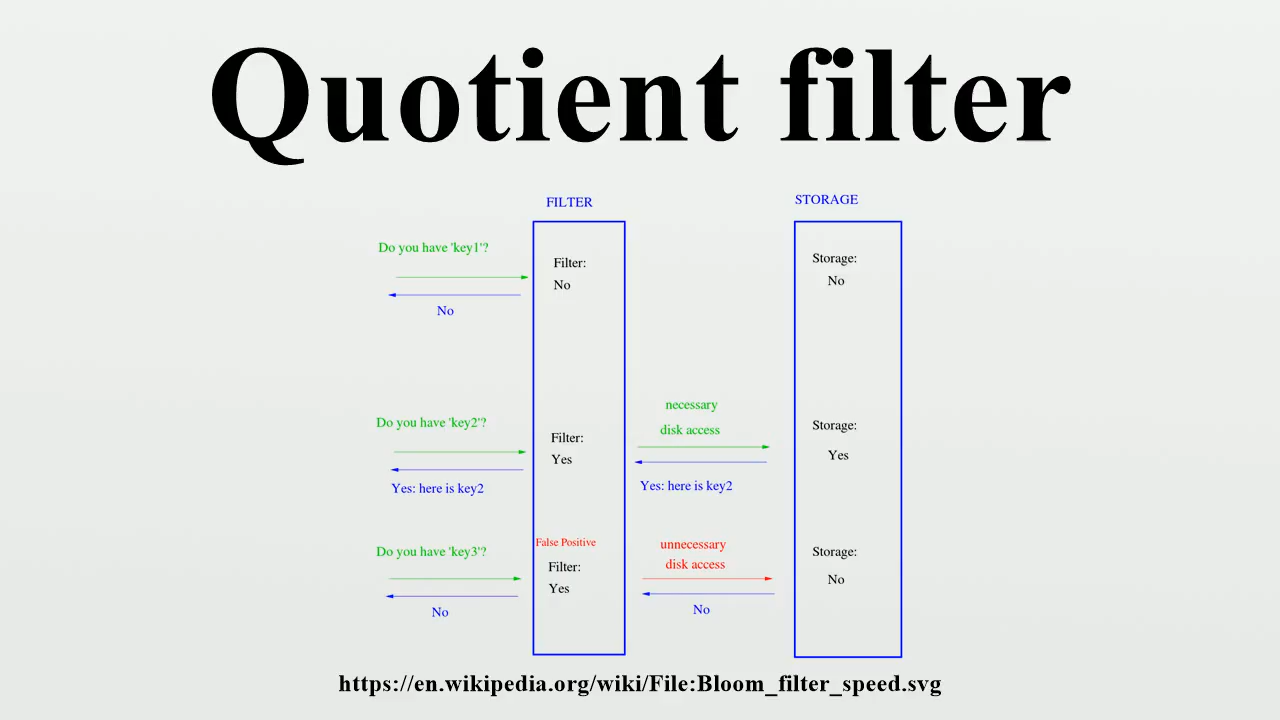 Quotient filter
FILTER
STORAGE
Do you have 'key1'?
Filter:
No
No
Storage:
No
Do you have 'key2'?
Filter:
Yes
Yes: here is key2
necessary
disk access
Yes: here is key2
Storage:
Yes
Do you have 'key3'?
No
False Positive
Filter:
Yes
unnecessary
disk access
No
Storage:
No
https://en.wikipedia.org/wiki/File:Bloom_filter_speed.svg